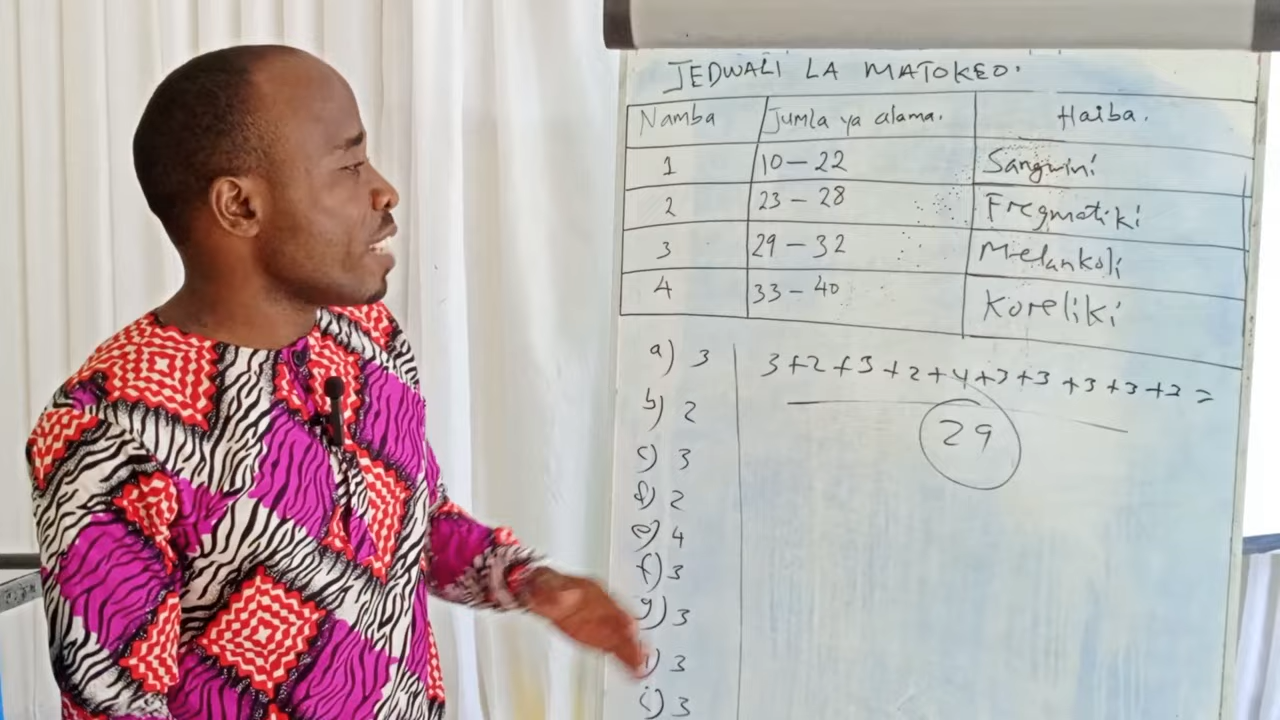 JEDWALI LA MATOKEO.
Namba Jumla ya alama. Haiba.
1 10 - 22 Sangwini
2 23 - 28 Fregmatiki
3 29 - 32 Melankoli
4 33 - 40 Koreliki
a) 3
3+2+3+2+4+3+3+3+3+3=
29
b) 2
c) 3
d) 2
e) 4
f) 3
g) 3
) 3
i) 3